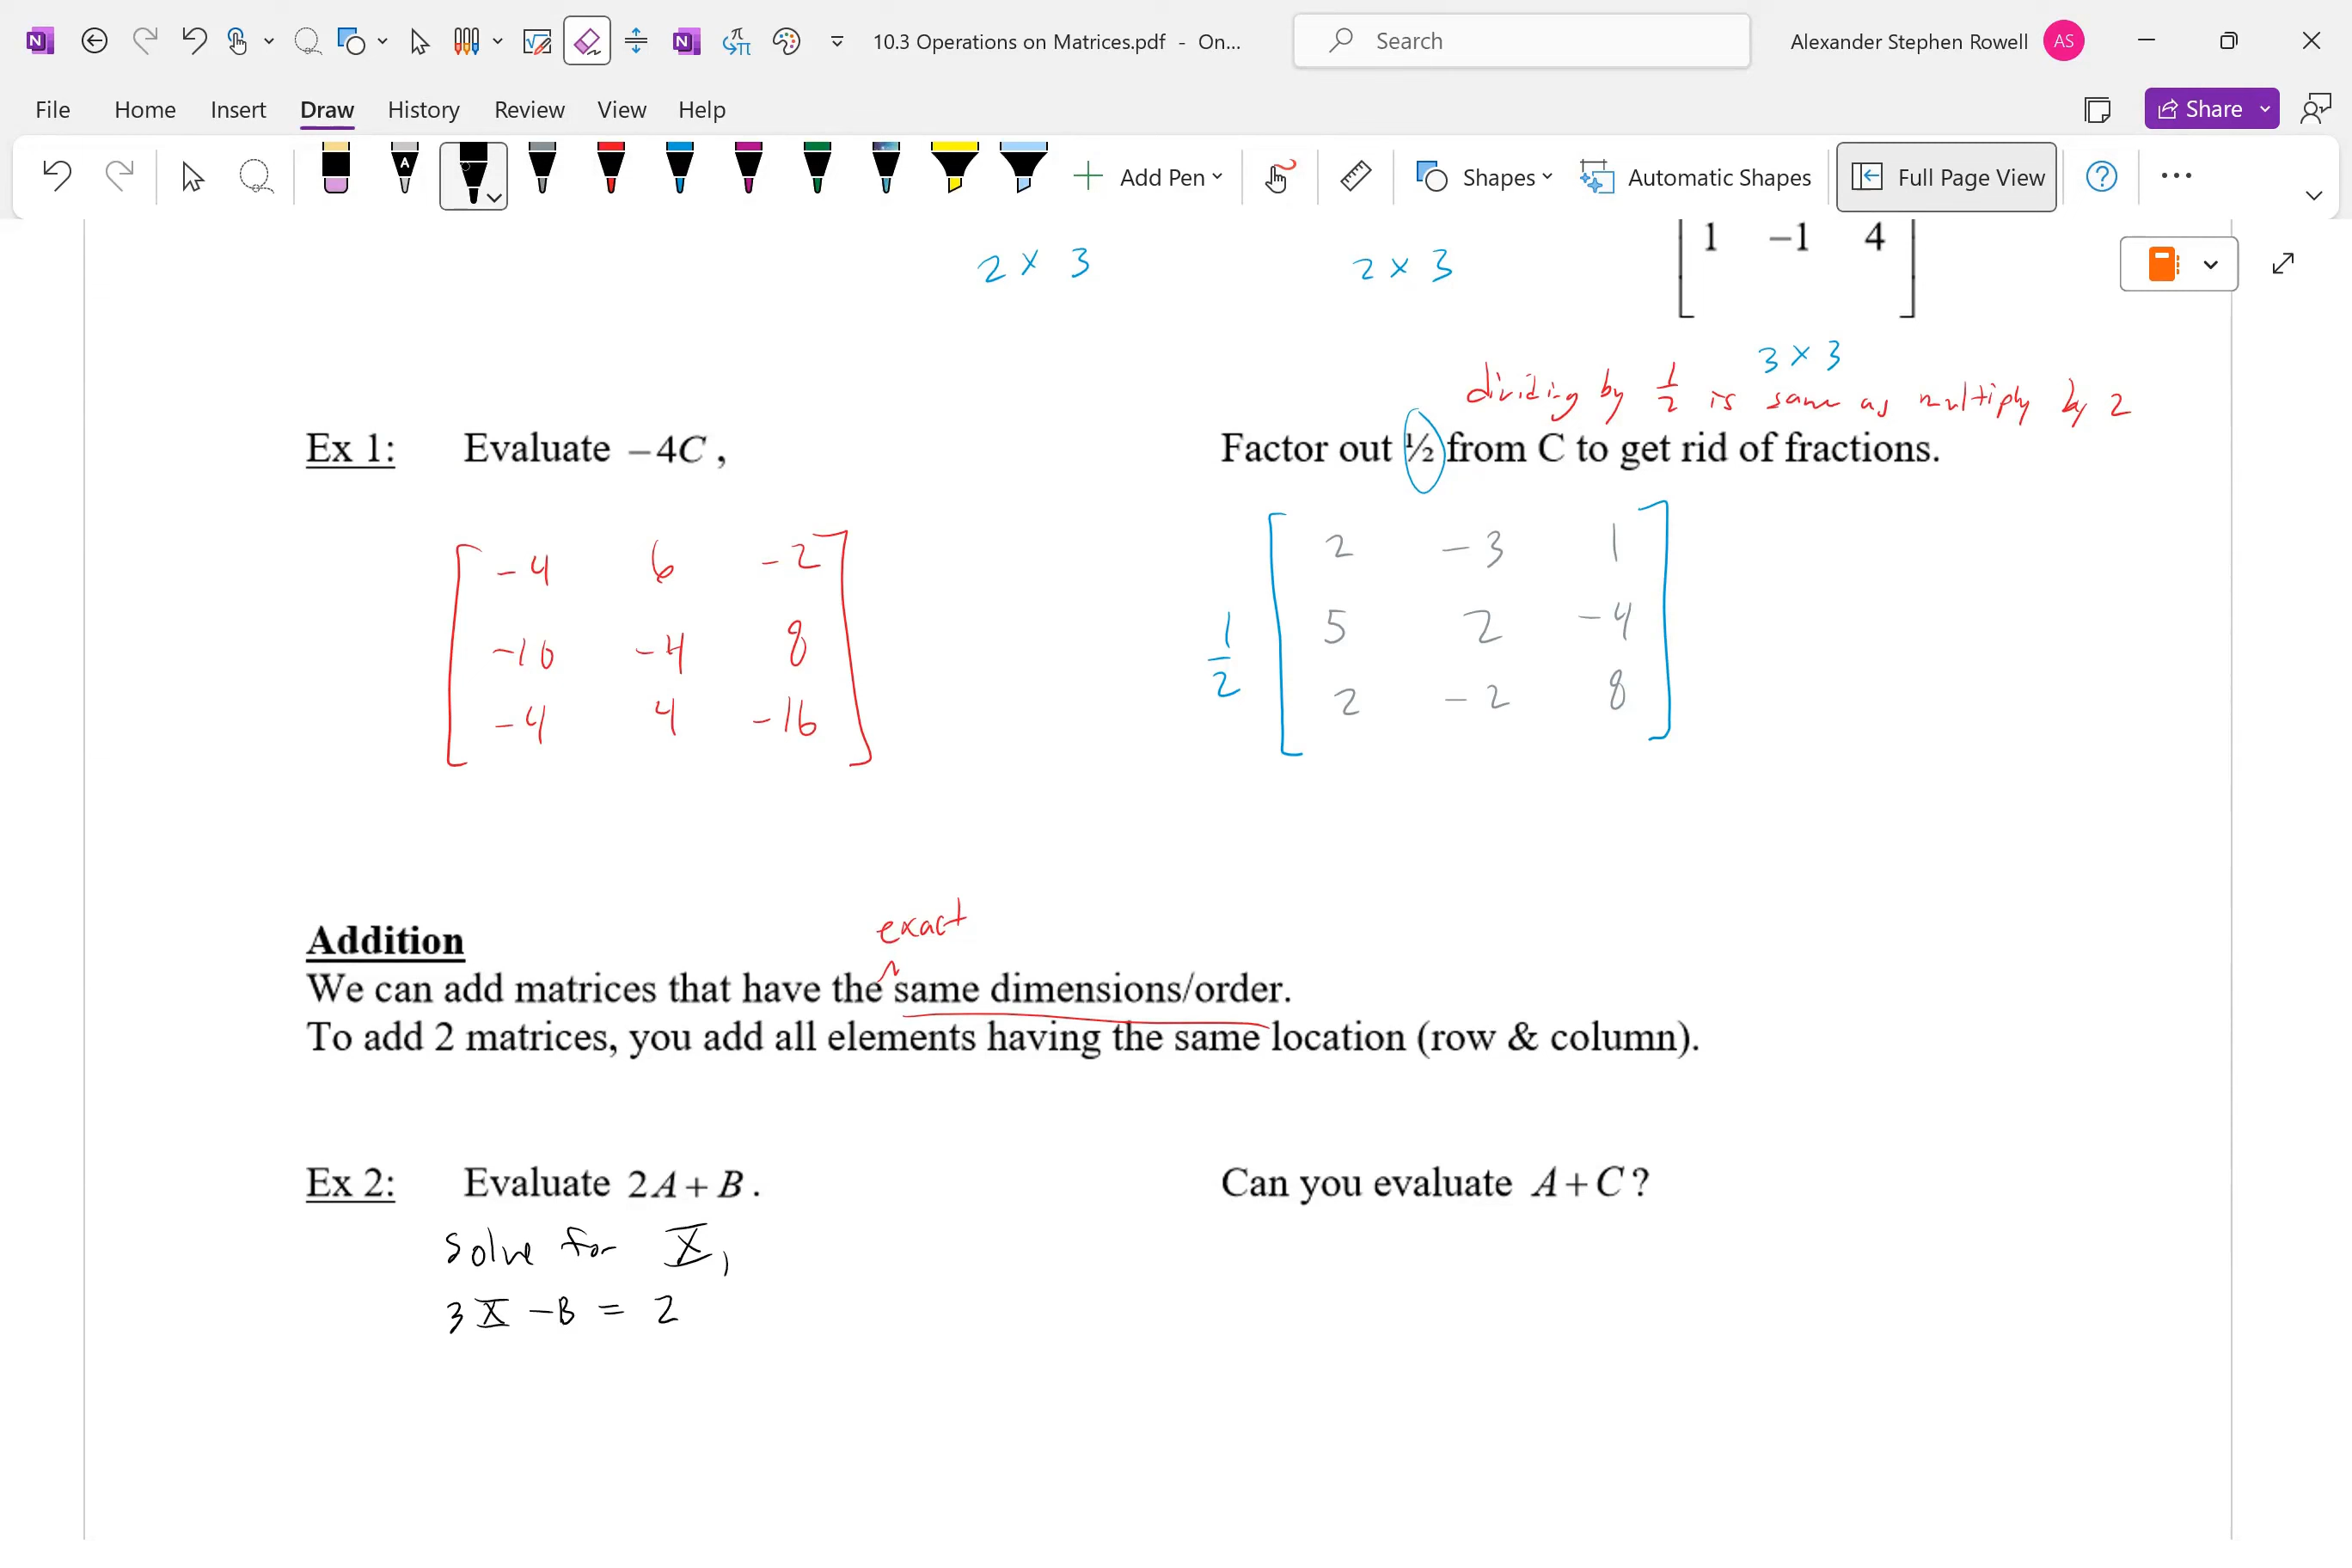 10.3 Operations on Matrices.pdf - On...
Search
Alexander Stephen Rowell AS
File Home Insert Draw History Review View Help
Share
A
Add Pen
Shapes
Automatic Shapes
Full Page View
1 −1 4
2 × 3
2 × 3
3 × 3
dividing by 1/2 is same as multiply by 2
Ex 1: Evaluate −4C,
Factor out ½ from C to get rid of fractions.
-4 6 -2
-10 -4 8
-4 4 -16
1/2
2 -3 1
5 2 -4
2 -2 8
Addition
exact
We can add matrices that have the same dimensions/order.
To add 2 matrices, you add all elements having the same location (row & column).
Ex 2: Evaluate 2A + B.
Can you evaluate A + C?
solve for X,
3X - B = 2